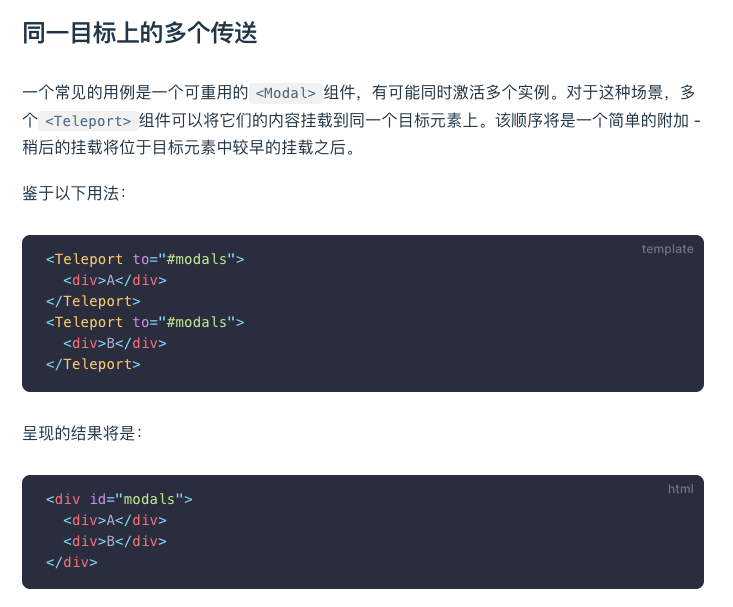 同一目标上的多个传送
一个常见的用例是一个可重用的 <Modal> 组件，有可能同时激活多个实例。对于这种场景，多
个 <Teleport> 组件可以将它们的内容挂载到同一个目标元素上。该顺序将是一个简单的附加 -
稍后的挂载将位于目标元素中较早的挂载之后。
鉴于以下用法：
template
<Teleport to="#modals">
  <div>A</div>
</Teleport>
<Teleport to="#modals">
  <div>B</div>
</Teleport>
呈现的结果将是：
html
<div id="modals">
  <div>A</div>
  <div>B</div>
</div>